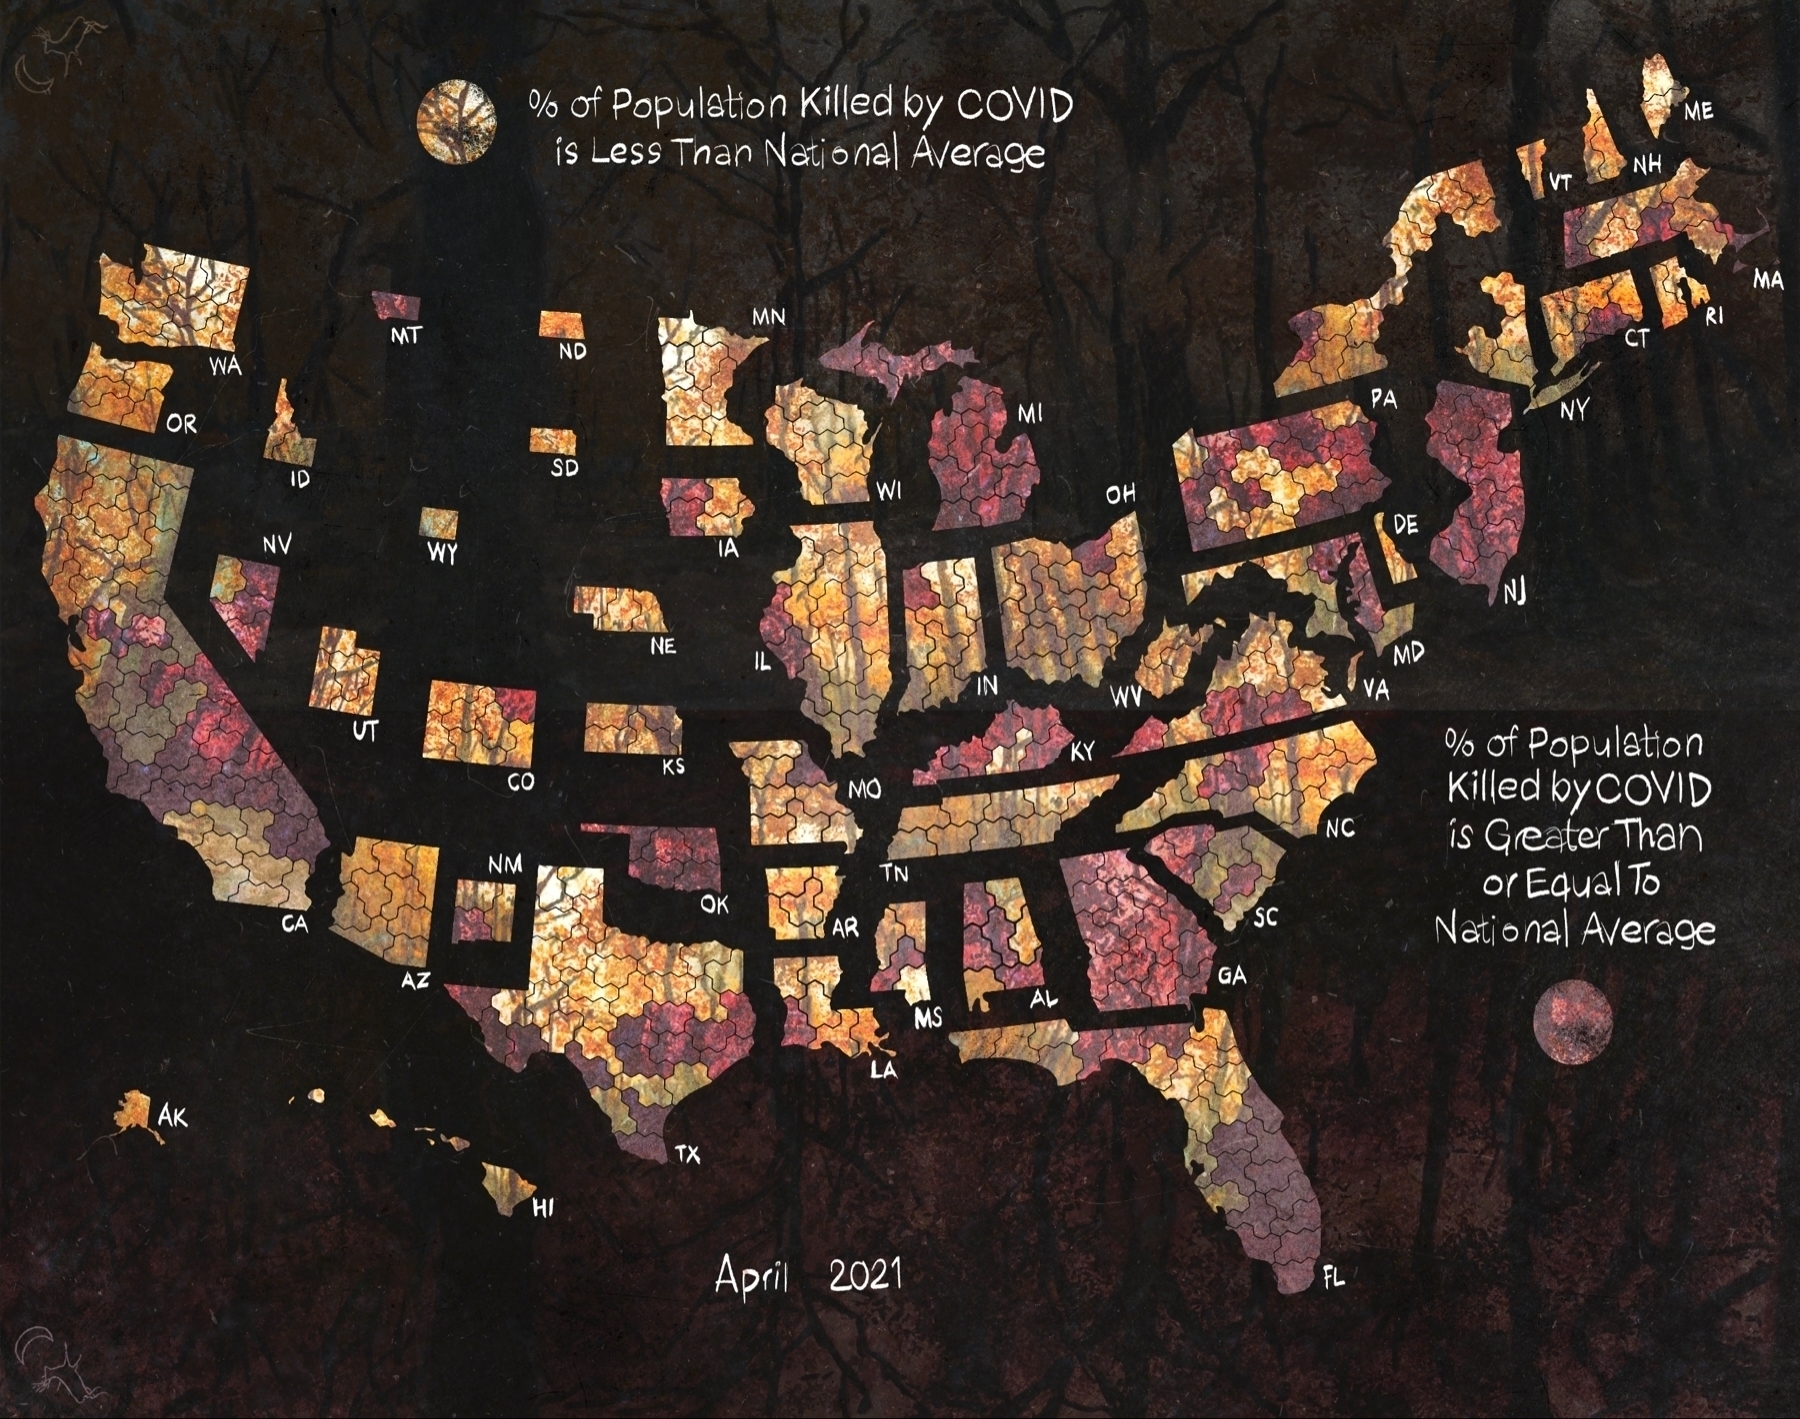 % of Population Killed by COVID
is Less Than National Average
ME
NH
VT
MA
RI
CT
NY
PA
NJ
DE
MD
WA
MT
ND
MN
OR
MI
ID
SD
WI
OH
NV
WY
IA
NE
IL
IN
WV
VA
UT
CO
KS
MO
KY
% of Population
Killed by COVID
is Greater Than
or Equal To
National Average
NC
TN
NM
OK
AR
SC
CA
AZ
MS
AL
GA
LA
AK
TX
HI
FL
April 2021